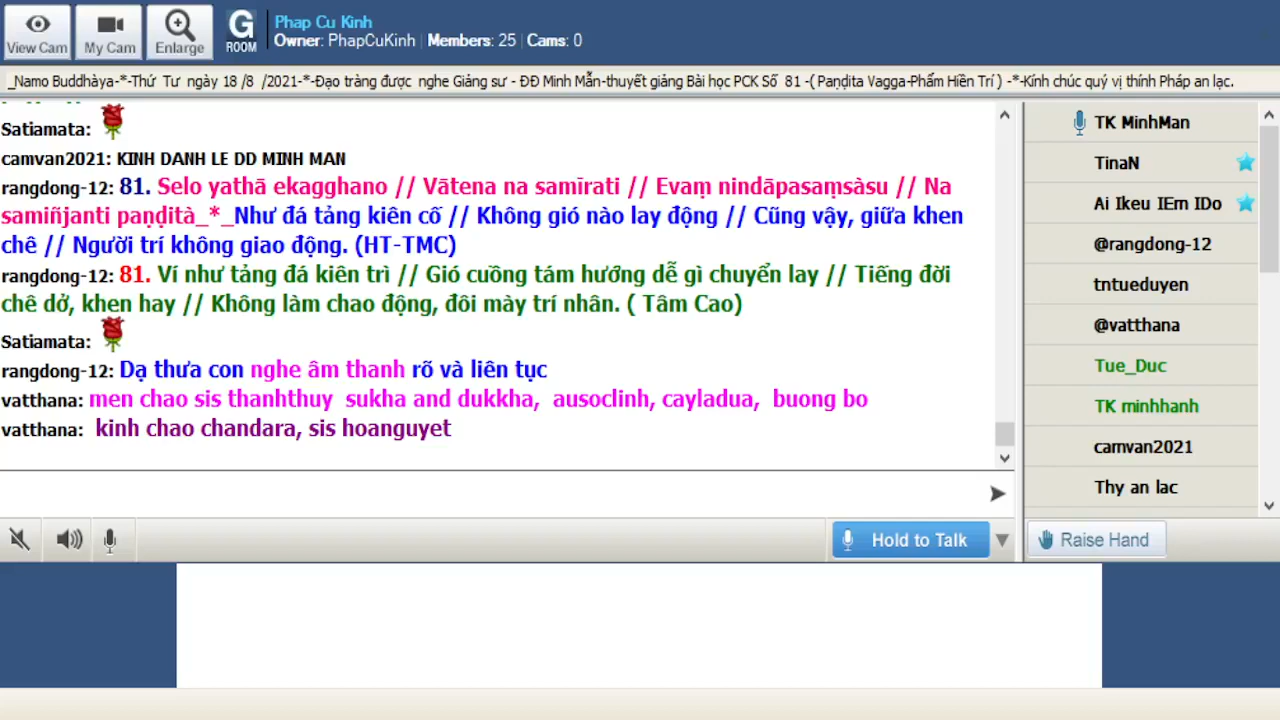 View Cam
My Cam
Enlarge
G
ROOM
Phap Cu Kinh
Owner: PhapCuKinh | Members: 25 | Cams: 0
_Namo Buddhàya-*-Thứ Tư ngày 18 /8 /2021-*-Đạo tràng được nghe Giảng sư - ĐĐ Minh Mẫn-thuyết giảng Bài học PCK Số 81 -( Paṇḍita Vagga-Phẩm Hiền Trí ) -*-Kính chúc quý vị thính Pháp an lạc.
Satiamata:
camvan2021: KINH DANH LE DD MINH MAN
rangdong-12: 81. Selo yathā ekagghano // Vātena na samīrati // Evaṃ nindāpasaṃsàsu // Na
samiñjanti paṇḍità_*_Như đá tảng kiên cố // Không gió nào lay động // Cũng vậy, giữa khen
chê // Người trí không giao động. (HT-TMC)
rangdong-12: 81. Ví như tảng đá kiên trì // Gió cuồng tám hướng dễ gì chuyển lay // Tiếng đời
chê dở, khen hay // Không làm chao động, đôi mày trí nhân. ( Tâm Cao)
Satiamata:
rangdong-12: Dạ thưa con nghe âm thanh rõ và liên tục
vatthana: men chao sis thanhthuy sukha and dukkha, ausoclinh, cayladua, buong bo
vatthana: kinh chao chandara, sis hoanguyet
Hold to Talk
TK MinhMan
TinaN
Ai Ikeu IEm IDo
@rangdong-12
tntueduyen
@vatthana
Tue_Duc
TK minhhanh
camvan2021
Thy an lac
Raise Hand